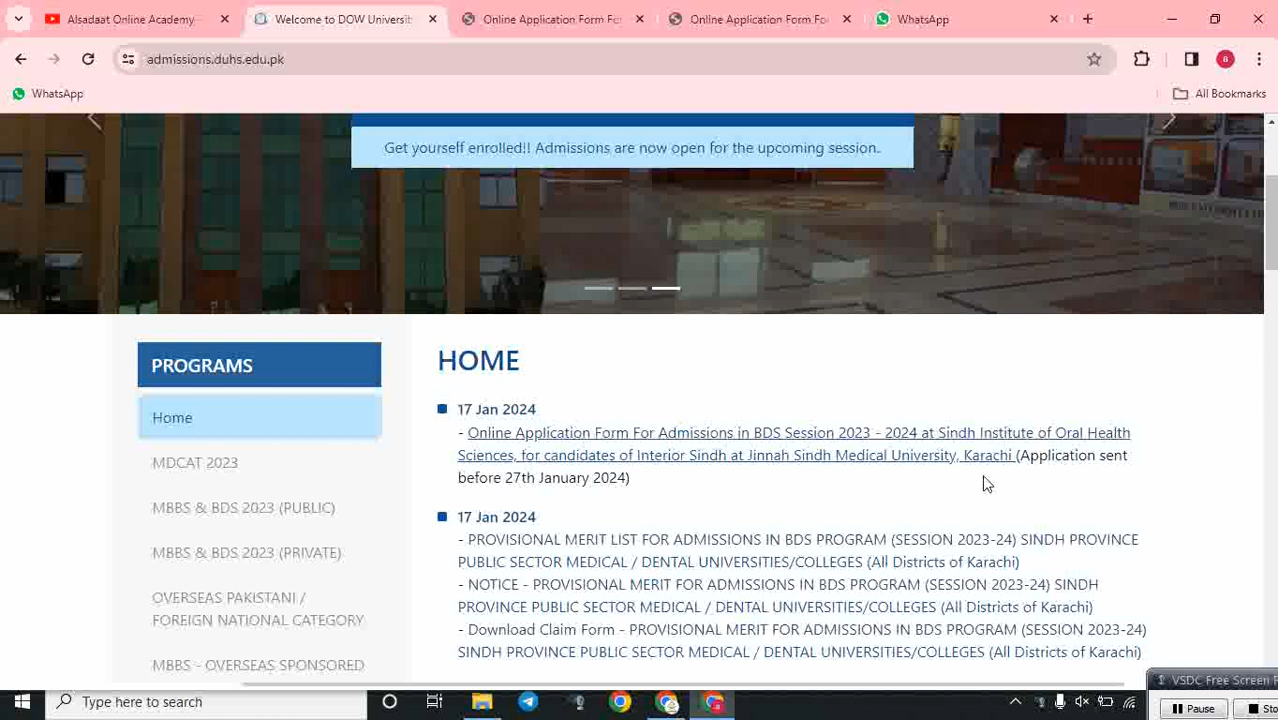 Alsadaat Online Academy
Welcome to DOW Universit
Online Application Form Fo
Online Application Form Fo
WhatsApp
admissions.duhs.edu.pk
a
WhatsApp
All Bookmarks
Get yourself enrolled!! Admissions are now open for the upcoming session.
PROGRAMS
Home
MDCAT 2023
MBBS & BDS 2023 (PUBLIC)
MBBS & BDS 2023 (PRIVATE)
OVERSEAS PAKISTANI /
FOREIGN NATIONAL CATEGORY
MBBS - OVERSEAS SPONSORED
HOME
17 Jan 2024
- Online Application Form For Admissions in BDS Session 2023 - 2024 at Sindh Institute of Oral Health
Sciences, for candidates of Interior Sindh at Jinnah Sindh Medical University, Karachi (Application sent
before 27th January 2024)
17 Jan 2024
- PROVISIONAL MERIT LIST FOR ADMISSIONS IN BDS PROGRAM (SESSION 2023-24) SINDH PROVINCE
PUBLIC SECTOR MEDICAL / DENTAL UNIVERSITIES/COLLEGES (All Districts of Karachi)
- NOTICE - PROVISIONAL MERIT FOR ADMISSIONS IN BDS PROGRAM (SESSION 2023-24) SINDH
PROVINCE PUBLIC SECTOR MEDICAL / DENTAL UNIVERSITIES/COLLEGES (All Districts of Karachi)
- Download Claim Form - PROVISIONAL MERIT FOR ADMISSIONS IN BDS PROGRAM (SESSION 2023-24)
SINDH PROVINCE PUBLIC SECTOR MEDICAL / DENTAL UNIVERSITIES/COLLEGES (All Districts of Karachi)
VSDC Free Screen
Pause
Sto
Type here to search